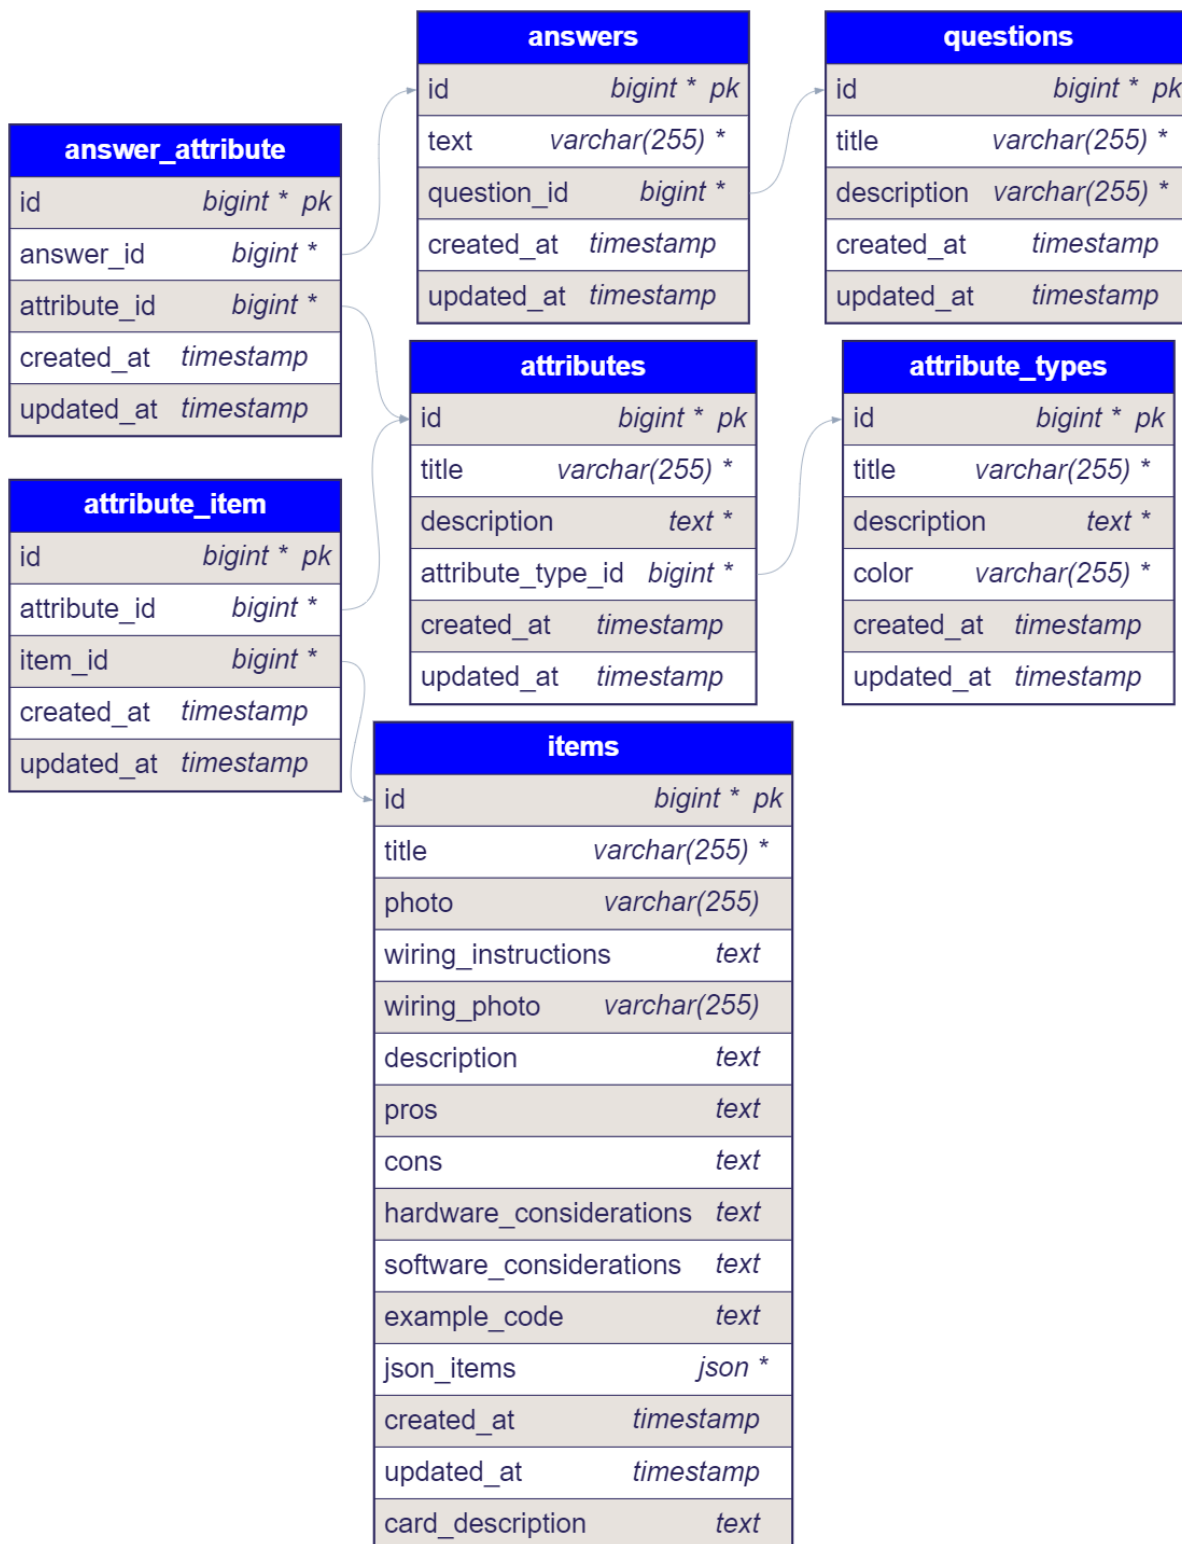 answers
id bigint * pk
text varchar(255) *
question_id bigint *
created_at timestamp
updated_at timestamp
questions
id bigint * pk
title varchar(255) *
description varchar(255) *
created_at timestamp
updated_at timestamp
answer_attribute
id bigint * pk
answer_id bigint *
attribute_id bigint *
created_at timestamp
updated_at timestamp
attributes
id bigint * pk
title varchar(255) *
description text *
attribute_type_id bigint *
created_at timestamp
updated_at timestamp
attribute_types
id bigint * pk
title varchar(255) *
description text *
color varchar(255) *
created_at timestamp
updated_at timestamp
attribute_item
id bigint * pk
attribute_id bigint *
item_id bigint *
created_at timestamp
updated_at timestamp
items
id bigint * pk
title varchar(255) *
photo varchar(255)
wiring_instructions text
wiring_photo varchar(255)
description text
pros text
cons text
hardware_considerations text
software_considerations text
example_code text
json_items json *
created_at timestamp
updated_at timestamp
card_description text